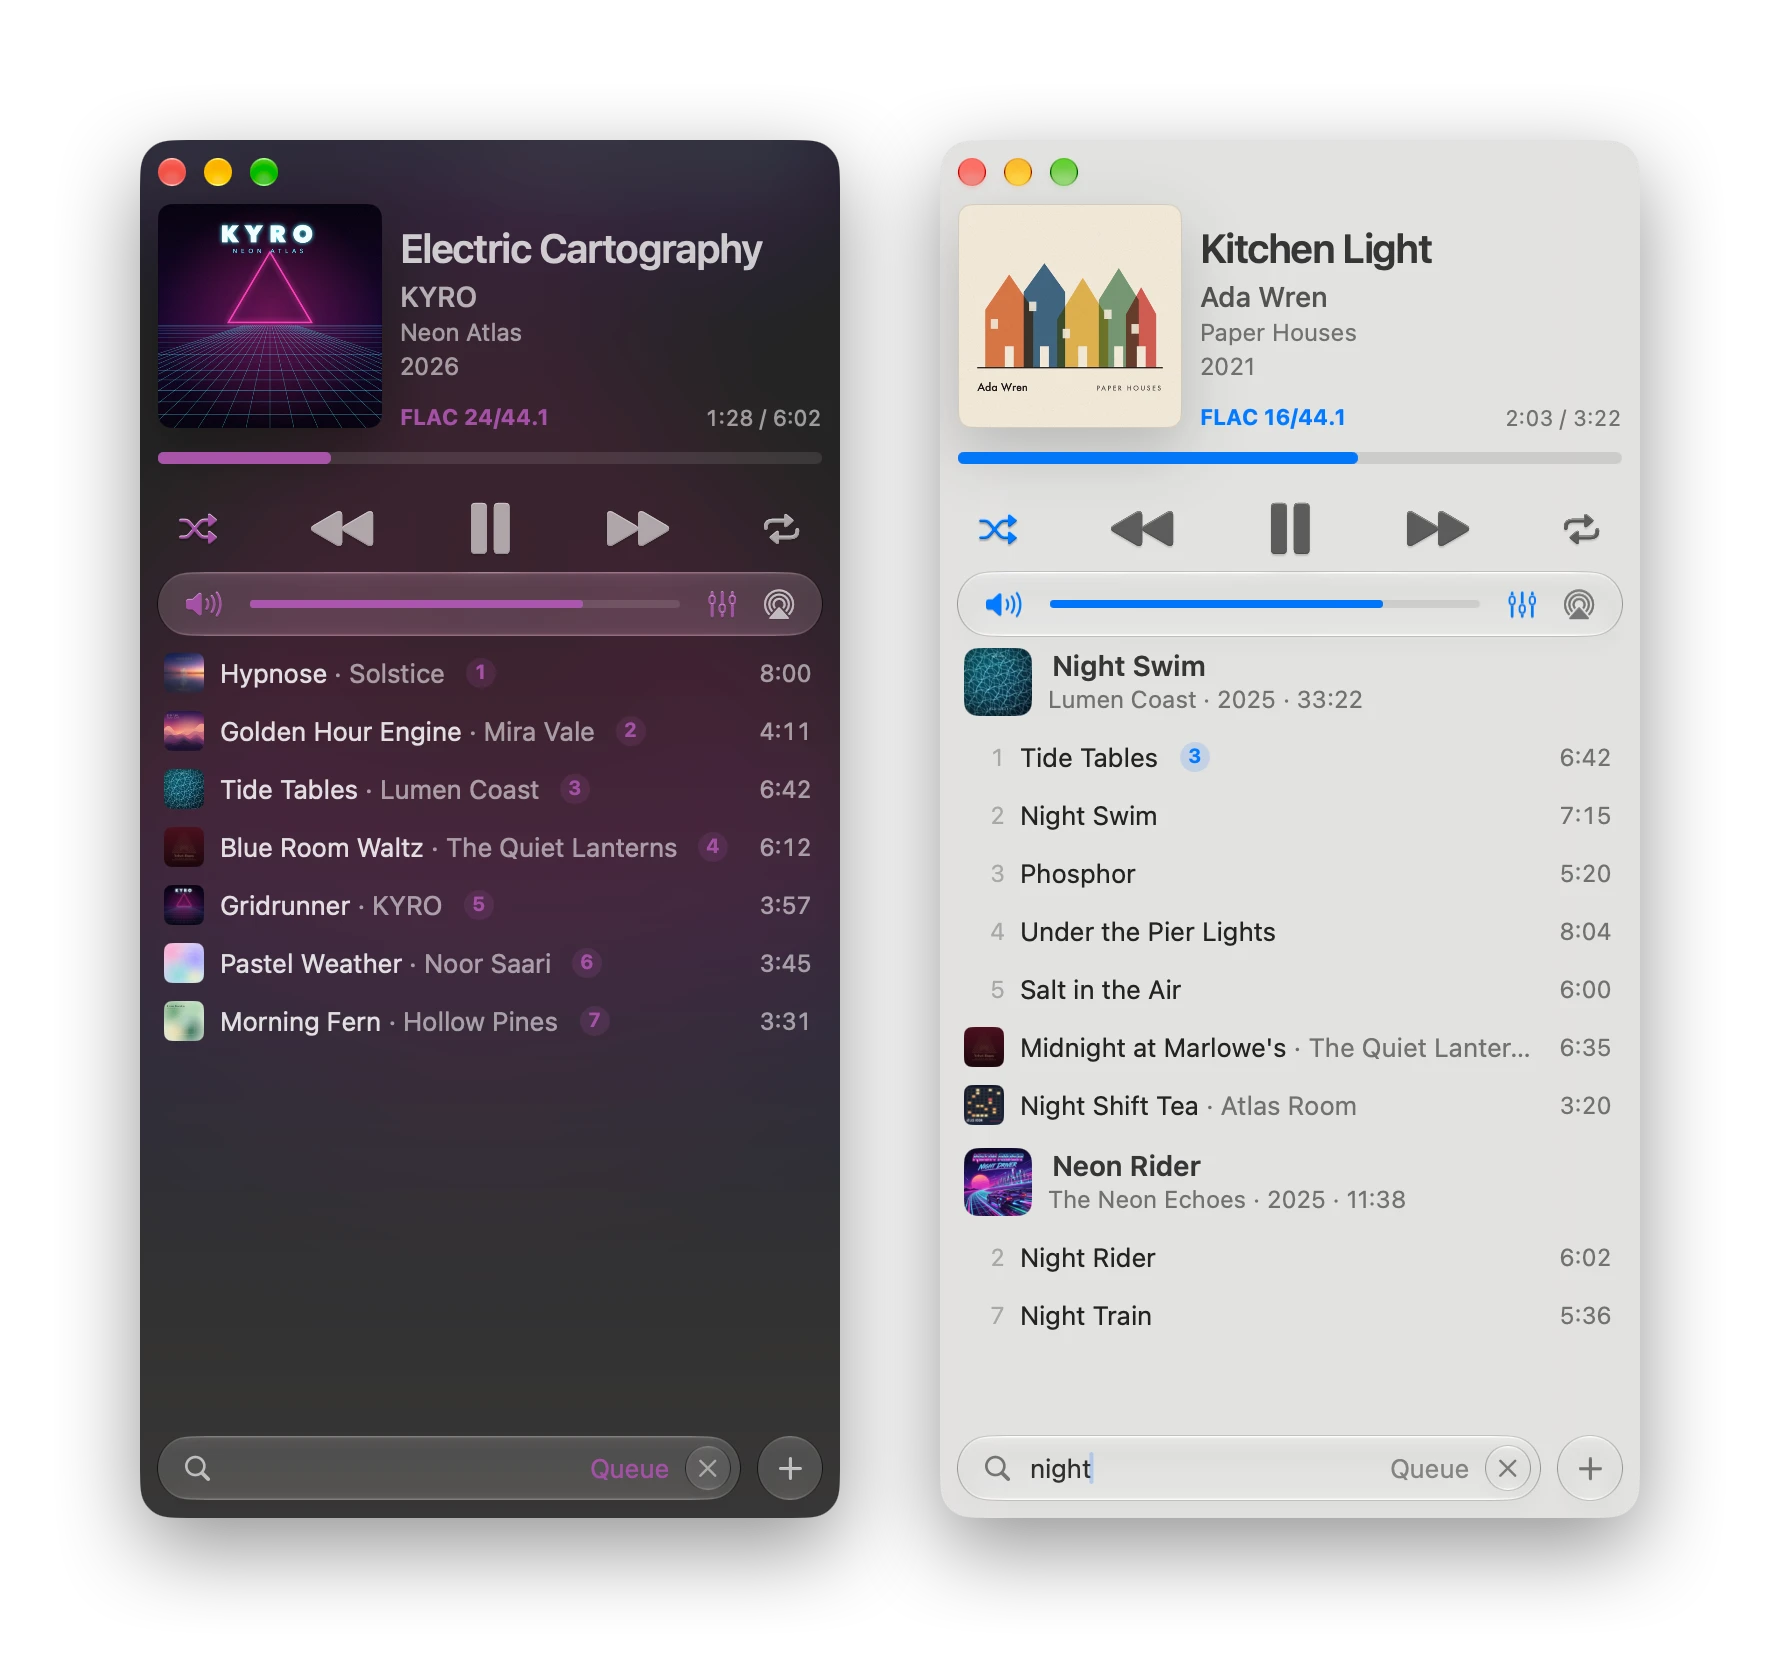 KYRO
NEON ATLAS
Electric Cartography
KYRO
Neon Atlas
2026
FLAC 24/44.1
1:28 / 6:02
Hypnose · Solstice 1 8:00
Golden Hour Engine · Mira Vale 2 4:11
Tide Tables · Lumen Coast 3 6:42
Blue Room Waltz · The Quiet Lanterns 4 6:12
KYRO
Gridrunner · KYRO 5 3:57
Pastel Weather · Noor Saari 6 3:45
Morning Fern · Hollow Pines 7 3:31
Queue
Ada Wren
PAPER HOUSES
Kitchen Light
Ada Wren
Paper Houses
2021
FLAC 16/44.1
2:03 / 3:22
Night Swim
Lumen Coast · 2025 · 33:22
1 Tide Tables 3 6:42
2 Night Swim 7:15
3 Phosphor 5:20
4 Under the Pier Lights 8:04
5 Salt in the Air 6:00
Midnight at Marlowe's · The Quiet Lanter... 6:35
Night Shift Tea · Atlas Room 3:20
NIGHT DRIVER
Neon Rider
The Neon Echoes · 2025 · 11:38
2 Night Rider 6:02
7 Night Train 5:36
night
Queue